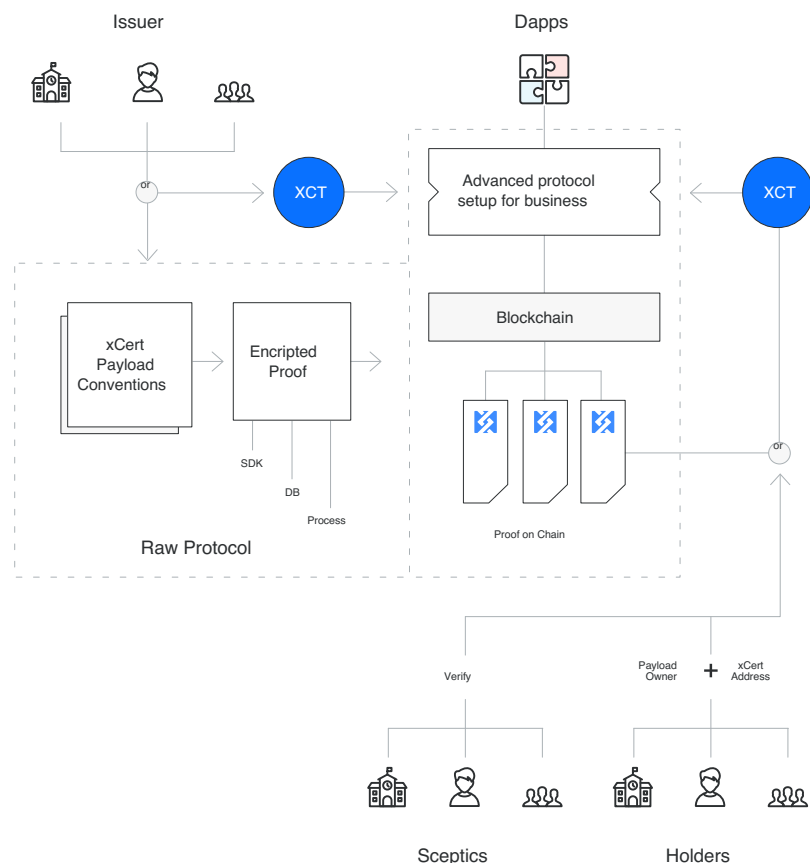 Issuer
Dapps
or
XCT
Advanced protocol
setup for business
XCT
xCert
Payload
Conventions
Encripted
Proof
Blockchain
SDK
DB
Process
Raw Protocol
Proof on Chain
or
Verify
Payload
Owner
+
xCert
Address
Sceptics
Holders